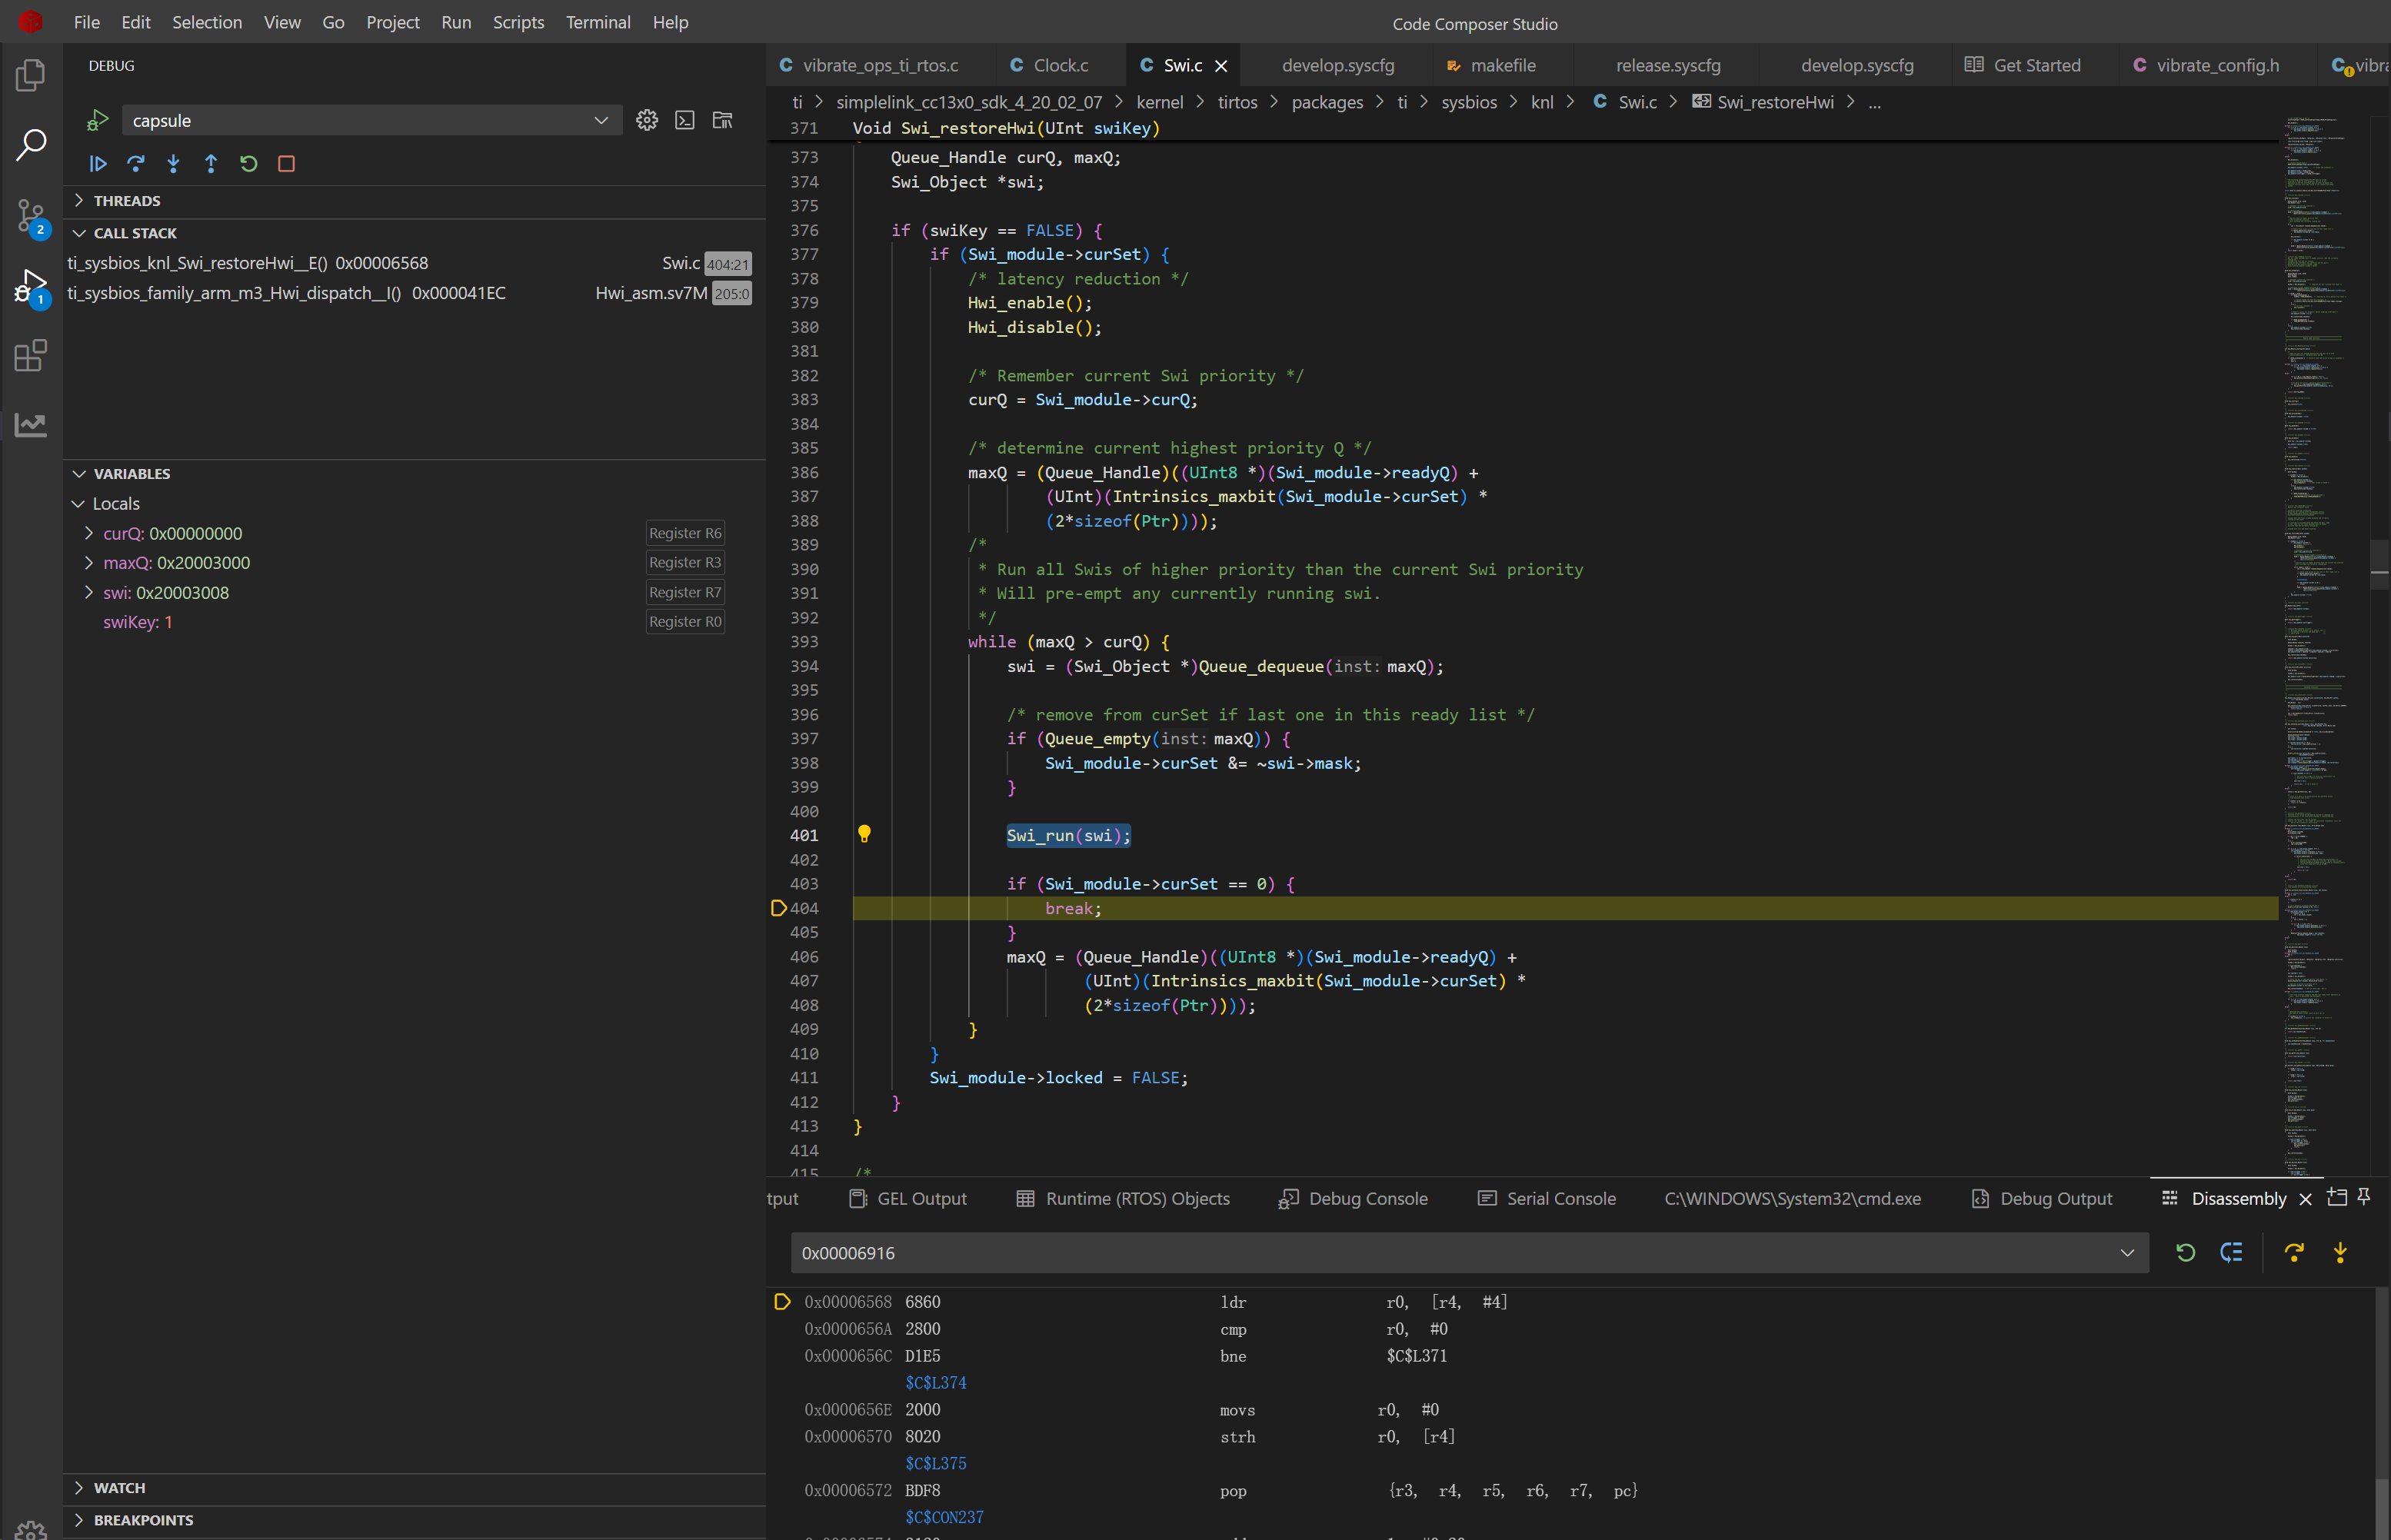 File Edit Selection View Go Project Run Scripts Terminal Help
Code Composer Studio
DEBUG
capsule
THREADS
CALL STACK
ti_sysbios_knl_Swi_restoreHwi__E() 0x00006568 Swi.c 404:21
ti_sysbios_family_arm_m3_Hwi_dispatch__I() 0x000041EC Hwi_asm.sv7M 205:0
2
1
VARIABLES
Locals
curQ: 0x00000000 Register R6
maxQ: 0x20003000 Register R3
swi: 0x20003008 Register R7
swiKey: 1 Register R0
WATCH
BREAKPOINTS
C vibrate_ops_ti_rtos.c C Clock.c C Swi.c develop.syscfg makefile release.syscfg develop.syscfg Get Started C vibrate_config.h C vibra
ti > simplelink_cc13x0_sdk_4_20_02_07 > kernel > tirtos > packages > ti > sysbios > knl > C Swi.c > Swi_restoreHwi > ...
371 Void Swi_restoreHwi(UInt swiKey)
373 Queue_Handle curQ, maxQ;
374 Swi_Object *swi;
375
376 if (swiKey == FALSE) {
377 if (Swi_module->curSet) {
378 /* latency reduction */
379 Hwi_enable();
380 Hwi_disable();
381
382 /* Remember current Swi priority */
383 curQ = Swi_module->curQ;
384
385 /* determine current highest priority Q */
386 maxQ = (Queue_Handle)((UInt8 *)(Swi_module->readyQ) +
387 (UInt)(Intrinsics_maxbit(Swi_module->curSet) *
388 (2*sizeof(Ptr))));
389 /*
390 * Run all Swis of higher priority than the current Swi priority
391 * Will pre-empt any currently running swi.
392 */
393 while (maxQ > curQ) {
394 swi = (Swi_Object *)Queue_dequeue(inst: maxQ);
395
396 /* remove from curSet if last one in this ready list */
397 if (Queue_empty(inst: maxQ)) {
398 Swi_module->curSet &= ~swi->mask;
399 }
400
401 Swi_run(swi);
402
403 if (Swi_module->curSet == 0) {
404 break;
405 }
406 maxQ = (Queue_Handle)((UInt8 *)(Swi_module->readyQ) +
407 (UInt)(Intrinsics_maxbit(Swi_module->curSet) *
408 (2*sizeof(Ptr))));
409 }
410 }
411 Swi_module->locked = FALSE;
412 }
413 }
414
415 /*
tput GEL Output Runtime (RTOS) Objects Debug Console Serial Console C:\WINDOWS\System32\cmd.exe Debug Output Disassembly
0x00006916
0x00006568 6860 ldr r0, [r4, #4]
0x0000656A 2800 cmp r0, #0
0x0000656C D1E5 bne $C$L371
$C$L374
0x0000656E 2000 movs r0, #0
0x00006570 8020 strh r0, [r4]
$C$L375
0x00006572 BDF8 pop {r3, r4, r5, r6, r7, pc}
$C$CON237